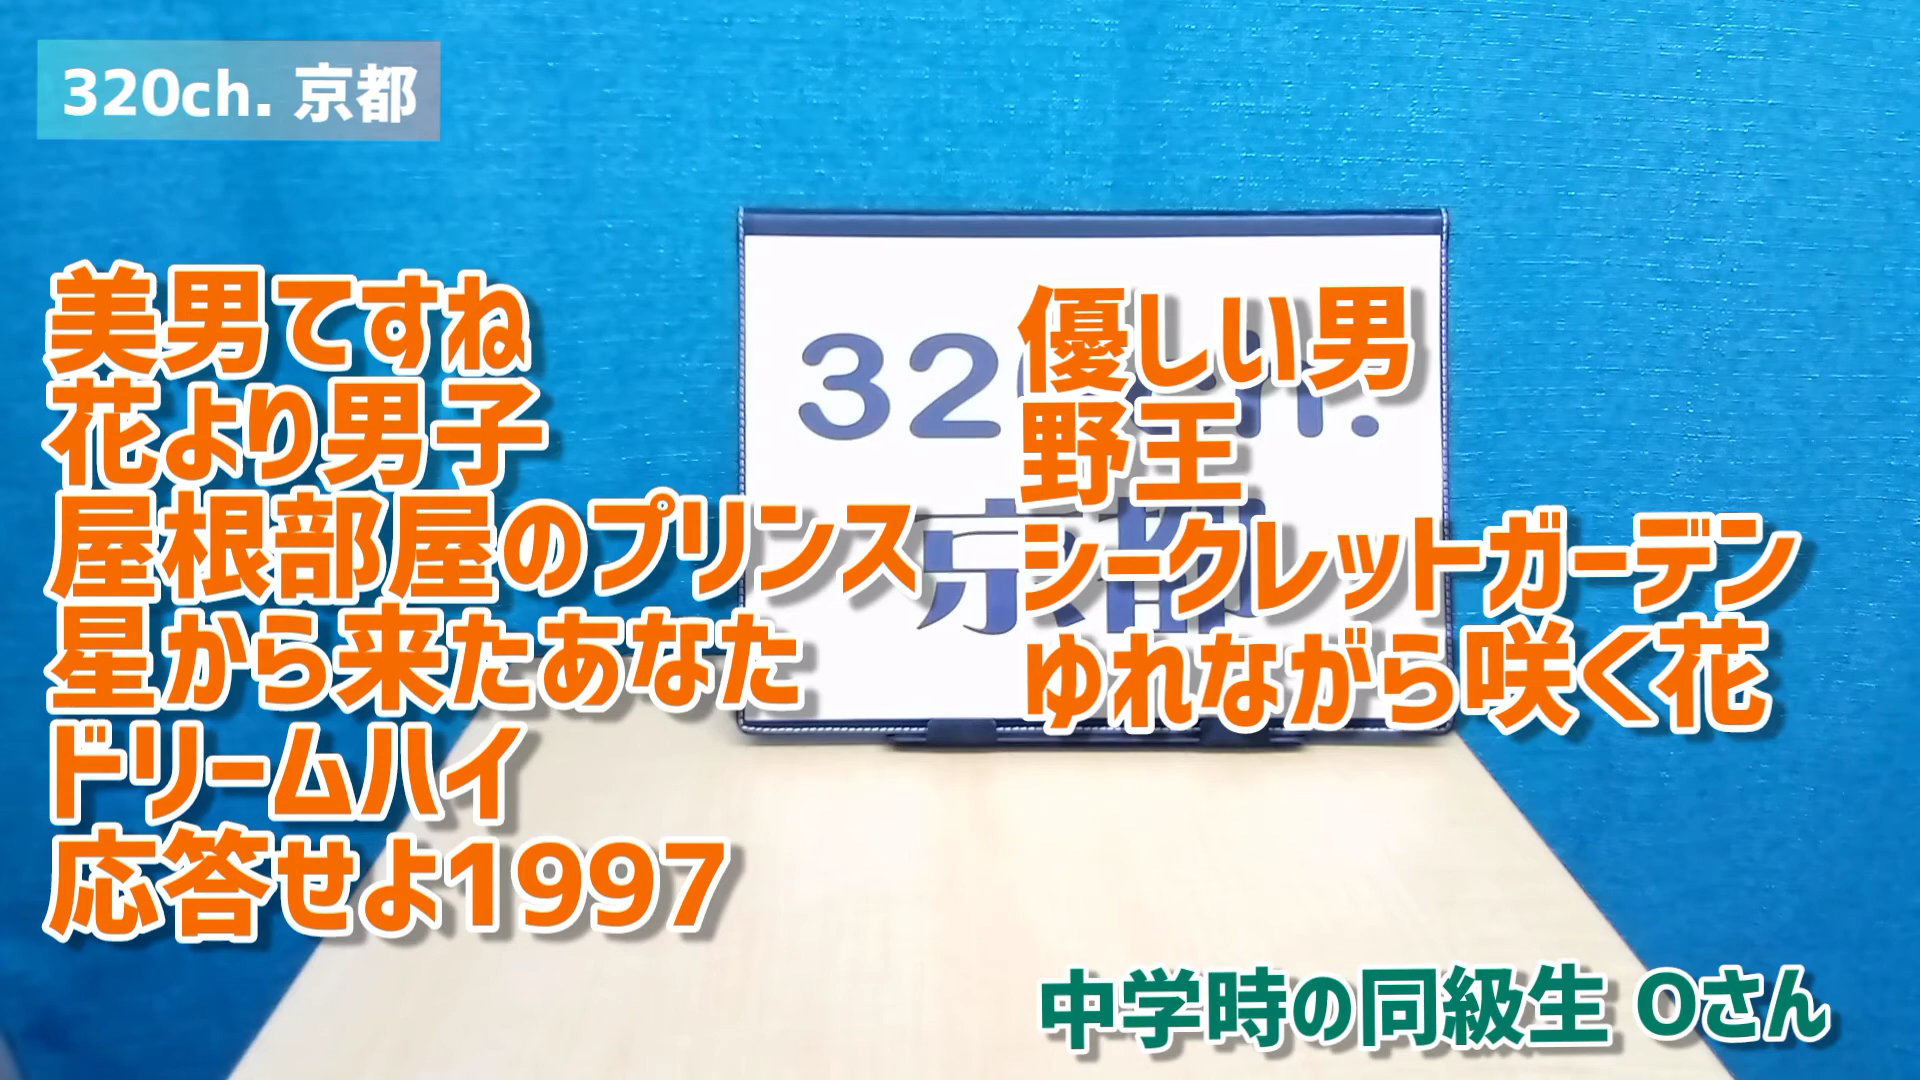 320ch. 京都
美男てすね
花より男子
屋根部屋のプリンス
星から来たあなた
ドリームハイ
応答せよ1997
優しい男
野王
シークレットガーデン
ゆれながら咲く花
320ch.
京都
中学時の同級生 Oさん